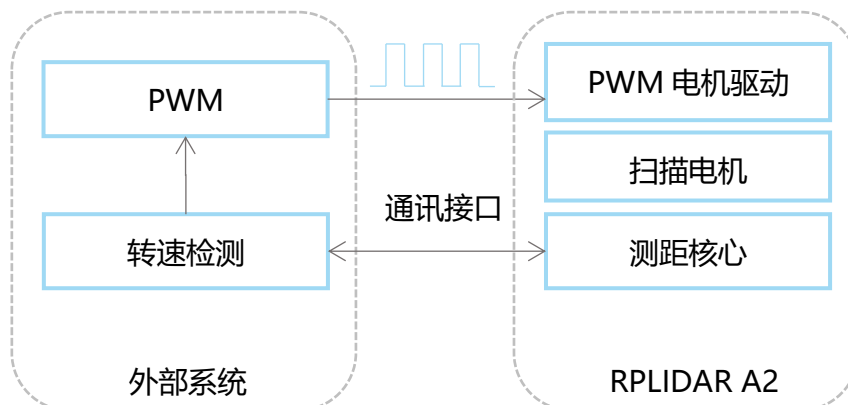 PWM
转速检测
外部系统
通讯接口
PWM 电机驱动
扫描电机
测距核心
RPLIDAR A2